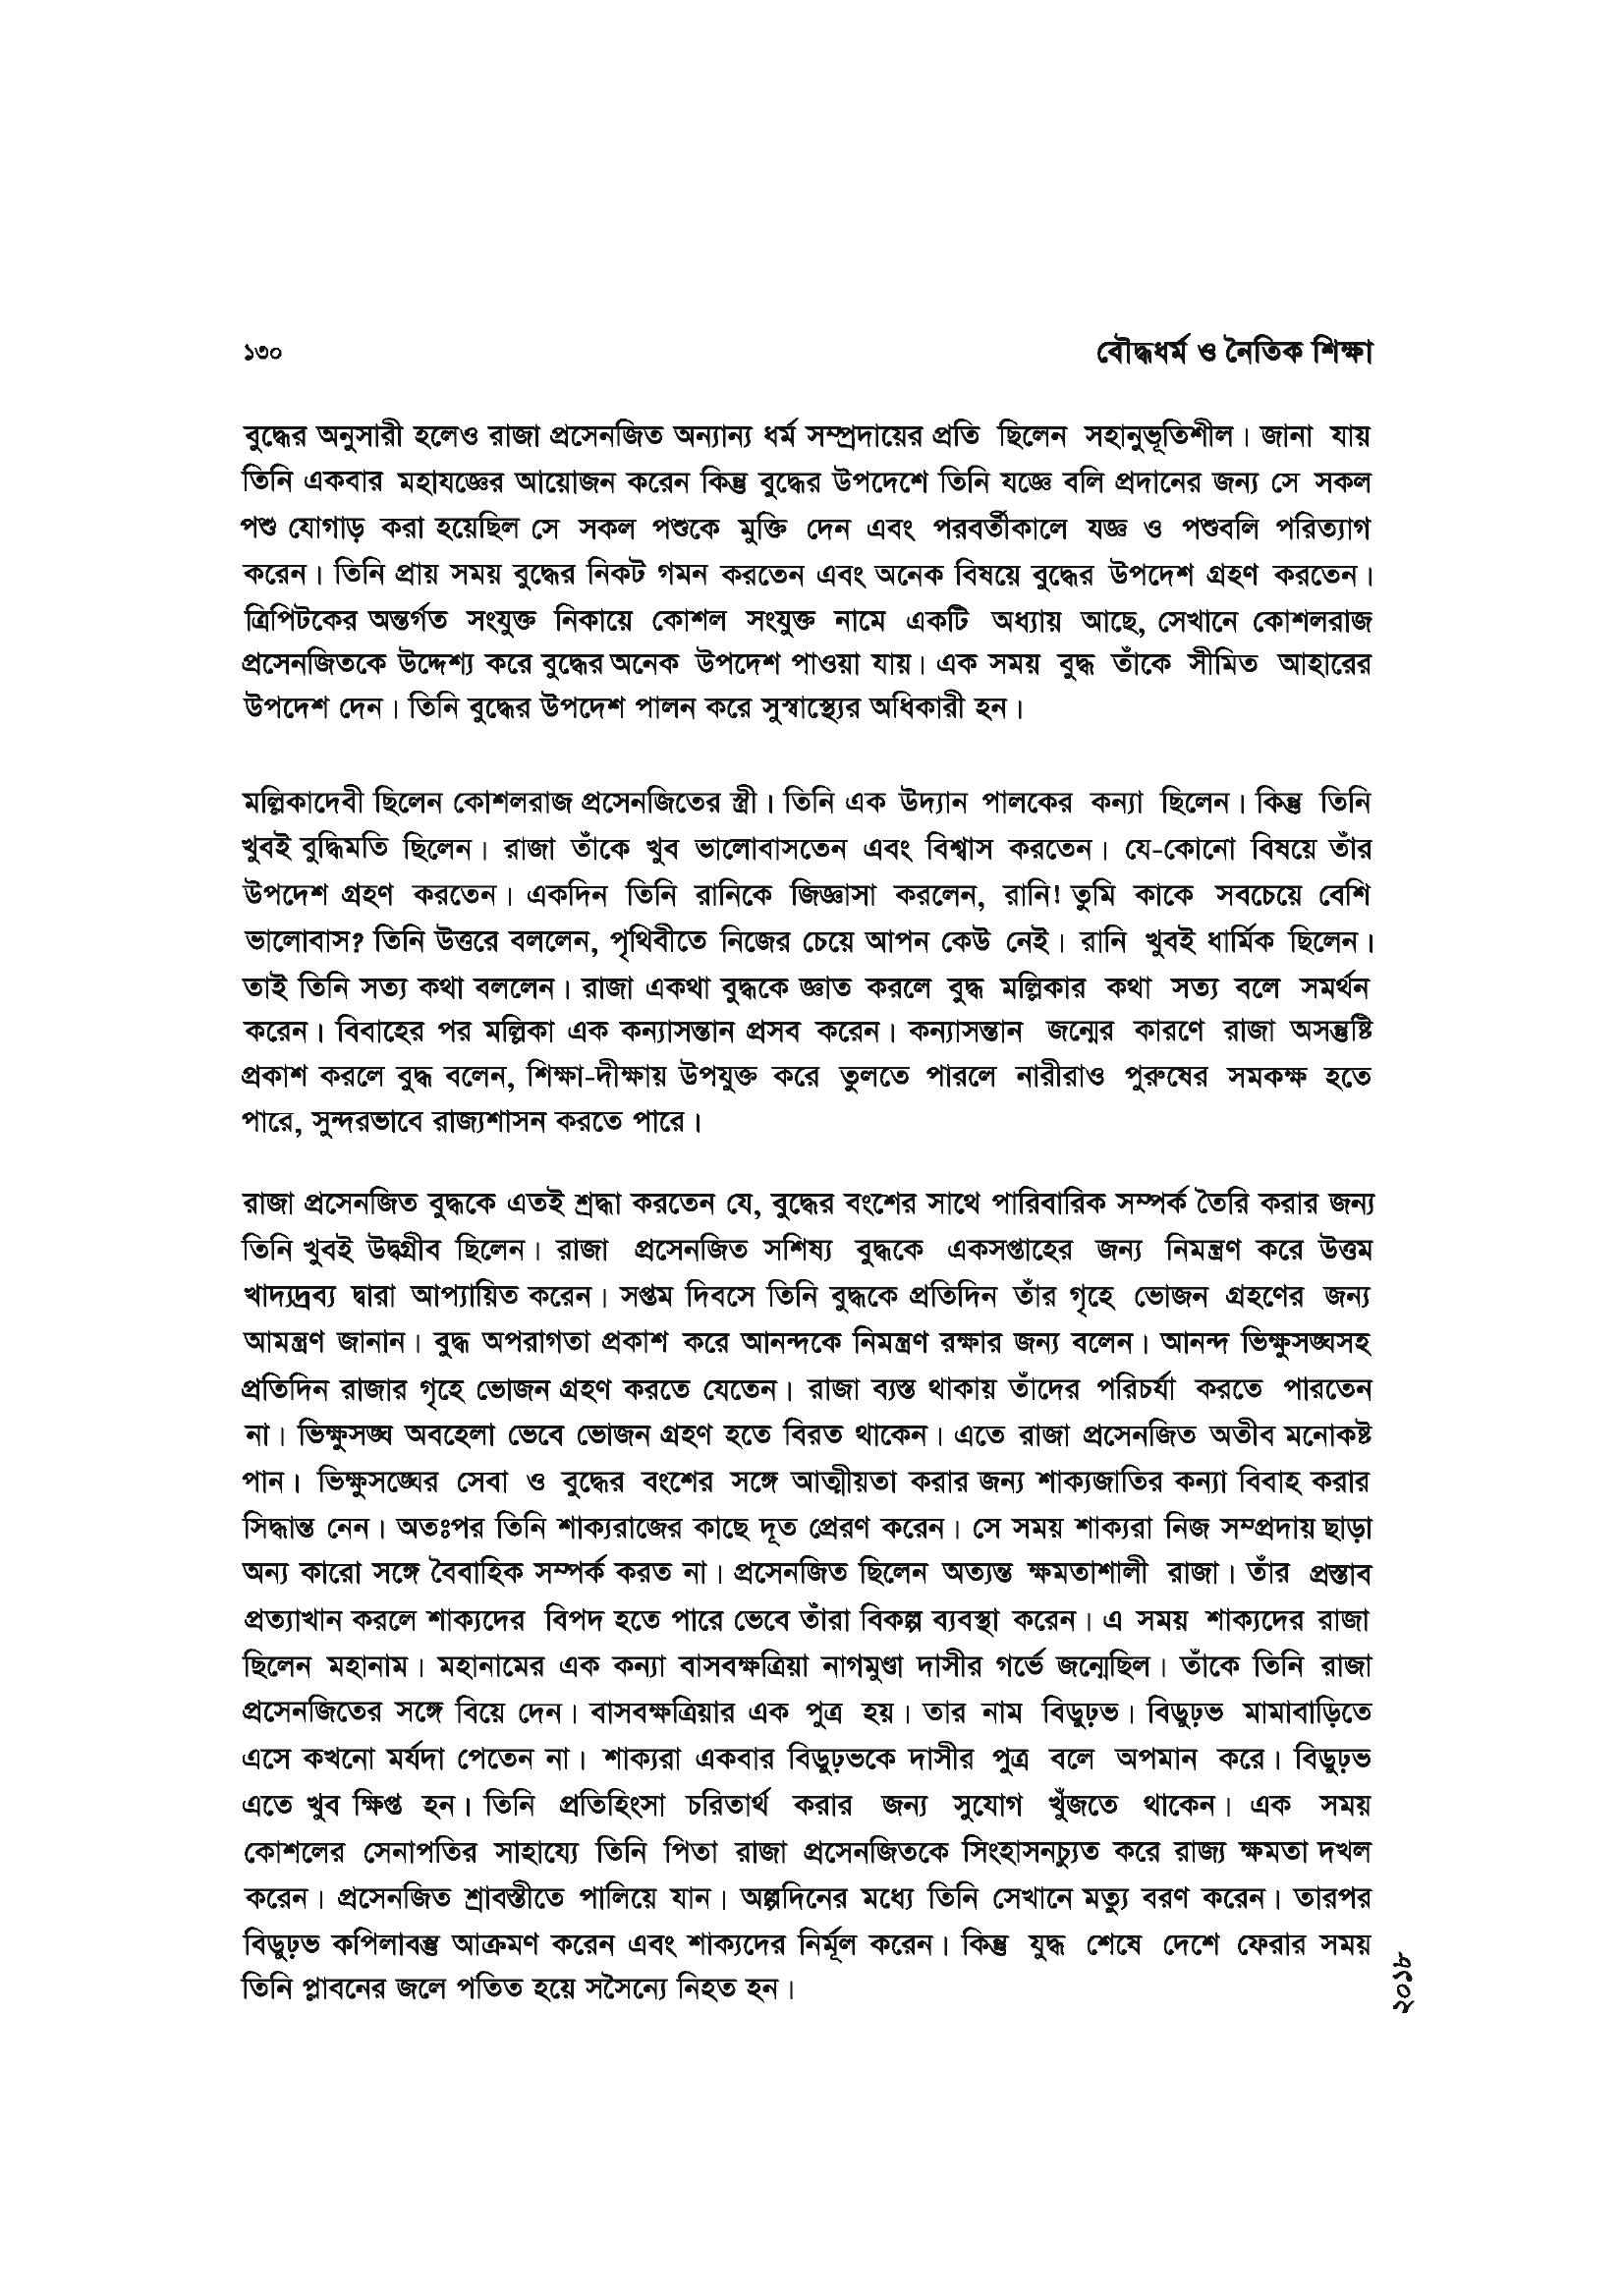 ১৩০ বৌদ্ধধর্ম ও নৈতিক শিক্ষা
বুদ্ধের অনুসারী হলেও রাজা প্রসেনজিত অন্যান্য ধর্ম সম্প্রদায়ের প্রতি ছিলেন সহানুভূতিশীল। জানা যায়
তিনি একবার মহাযজ্ঞের আয়োজন করেন কিন্তু বুদ্ধের উপদেশে তিনি যজ্ঞে বলি প্রদানের জন্য সে সকল
পশু যোগাড় করা হয়েছিল সে সকল পশুকে মুক্তি দেন এবং পরবর্তীকালে যজ্ঞ ও পশুবলি পরিত্যাগ
করেন। তিনি প্রায় সময় বুদ্ধের নিকট গমন করতেন এবং অনেক বিষয়ে বুদ্ধের উপদেশ গ্রহণ করতেন।
ত্রিপিটকের অন্তর্গত সংযুক্ত নিকায়ে কোশল সংযুক্ত নামে একটি অধ্যায় আছে, সেখানে কোশলরাজ
প্রসেনজিতকে উদ্দেশ্য করে বুদ্ধের অনেক উপদেশ পাওয়া যায়। এক সময় বুদ্ধ তাঁকে সীমিত আহারের
উপদেশ দেন। তিনি বুদ্ধের উপদেশ পালন করে সুস্বাস্থ্যের অধিকারী হন।
মল্লিকাদেবী ছিলেন কোশলরাজ প্রসেনজিতের স্ত্রী। তিনি এক উদ্যান পালকের কন্যা ছিলেন। কিন্তু তিনি
খুবই বুদ্ধিমতি ছিলেন। রাজা তাঁকে খুব ভালোবাসতেন এবং বিশ্বাস করতেন। যে-কোনো বিষয়ে তাঁর
উপদেশ গ্রহণ করতেন। একদিন তিনি রানিকে জিজ্ঞাসা করলেন, রানি! তুমি কাকে সবচেয়ে বেশি
ভালোবাস? তিনি উত্তরে বললেন, পৃথিবীতে নিজের চেয়ে আপন কেউ নেই। রানি খুবই ধার্মিক ছিলেন।
তাই তিনি সত্য কথা বললেন। রাজা একথা বুদ্ধকে জ্ঞাত করলে বুদ্ধ মল্লিকার কথা সত্য বলে সমর্থন
করেন। বিবাহের পর মল্লিকা এক কন্যাসন্তান প্রসব করেন। কন্যাসন্তান জন্মের কারণে রাজা অসন্তুষ্টি
প্রকাশ করলে বুদ্ধ বলেন, শিক্ষা-দীক্ষায় উপযুক্ত করে তুলতে পারলে নারীরাও পুরুষের সমকক্ষ হতে
পারে, সুন্দরভাবে রাজ্যশাসন করতে পারে।
রাজা প্রসেনজিত বুদ্ধকে এতই শ্রদ্ধা করতেন যে, বুদ্ধের বংশের সাথে পারিবারিক সম্পর্ক তৈরি করার জন্য
তিনি খুবই উদ্বগ্রীব ছিলেন। রাজা প্রসেনজিত সশিষ্য বুদ্ধকে একসপ্তাহের জন্য নিমন্ত্রণ করে উত্তম
খাদ্যদ্রব্য দ্বারা আপ্যায়িত করেন। সপ্তম দিবসে তিনি বুদ্ধকে প্রতিদিন তাঁর গৃহে ভোজন গ্রহণের জন্য
আমন্ত্রণ জানান। বুদ্ধ অপরাগতা প্রকাশ করে আনন্দকে নিমন্ত্রণ রক্ষার জন্য বলেন। আনন্দ ভিক্ষুসঙ্ঘসহ
প্রতিদিন রাজার গৃহে ভোজন গ্রহণ করতে যেতেন। রাজা ব্যস্ত থাকায় তাঁদের পরিচর্যা করতে পারতেন
না। ভিক্ষুসঙ্ঘ অবহেলা ভেবে ভোজন গ্রহণ হতে বিরত থাকেন। এতে রাজা প্রসেনজিত অতীব মনোকষ্ট
পান। ভিক্ষুসঙ্ঘের সেবা ও বুদ্ধের বংশের সঙ্গে আত্মীয়তা করার জন্য শাক্যজাতির কন্যা বিবাহ করার
সিদ্ধান্ত নেন। অতঃপর তিনি শাক্যরাজের কাছে দূত প্রেরণ করেন। সে সময় শাক্যরা নিজ সম্প্রদায় ছাড়া
অন্য কারো সঙ্গে বৈবাহিক সম্পর্ক করত না। প্রসেনজিত ছিলেন অত্যন্ত ক্ষমতাশালী রাজা। তাঁর প্রস্তাব
প্রত্যাখান করলে শাক্যদের বিপদ হতে পারে ভেবে তাঁরা বিকল্প ব্যবস্থা করেন। এ সময় শাক্যদের রাজা
ছিলেন মহানাম। মহানামের এক কন্যা বাসবক্ষত্রিয়া নাগমুণ্ডা দাসীর গর্ভে জন্মেছিল। তাঁকে তিনি রাজা
প্রসেনজিতের সঙ্গে বিয়ে দেন। বাসবক্ষত্রিয়ার এক পুত্র হয়। তার নাম বিডুঢ়ভ। বিডুঢ়ভ মামাবাড়িতে
এসে কখনো মর্যদা পেতেন না। শাক্যরা একবার বিডুঢ়ভকে দাসীর পুত্র বলে অপমান করে। বিডুঢ়ভ
এতে খুব ক্ষিপ্ত হন। তিনি প্রতিহিংসা চরিতার্থ করার জন্য সুযোগ খুঁজতে থাকেন। এক সময়
কোশলের সেনাপতির সাহায্যে তিনি পিতা রাজা প্রসেনজিতকে সিংহাসনচ্যুত করে রাজ্য ক্ষমতা দখল
করেন। প্রসেনজিত শ্রাবস্তীতে পালিয়ে যান। অল্পদিনের মধ্যে তিনি সেখানে মত্যু বরণ করেন। তারপর
বিডুঢ়ভ কপিলাবস্তু আক্রমণ করেন এবং শাক্যদের নির্মূল করেন। কিন্তু যুদ্ধ শেষে দেশে ফেরার সময়
তিনি প্লাবনের জলে পতিত হয়ে সসৈন্যে নিহত হন।
২০১৮